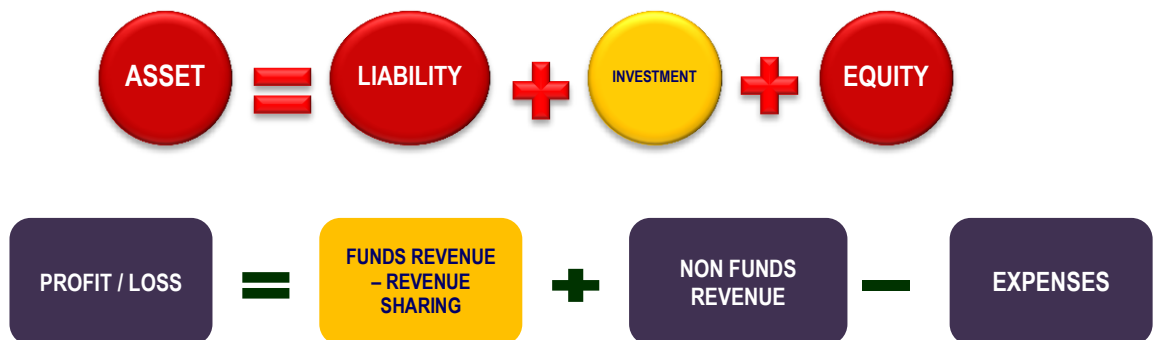 ASSET = LIABILITY + INVESTMENT + EQUITY
PROFIT / LOSS = FUNDS REVENUE
– REVENUE
SHARING + NON FUNDS
REVENUE — EXPENSES